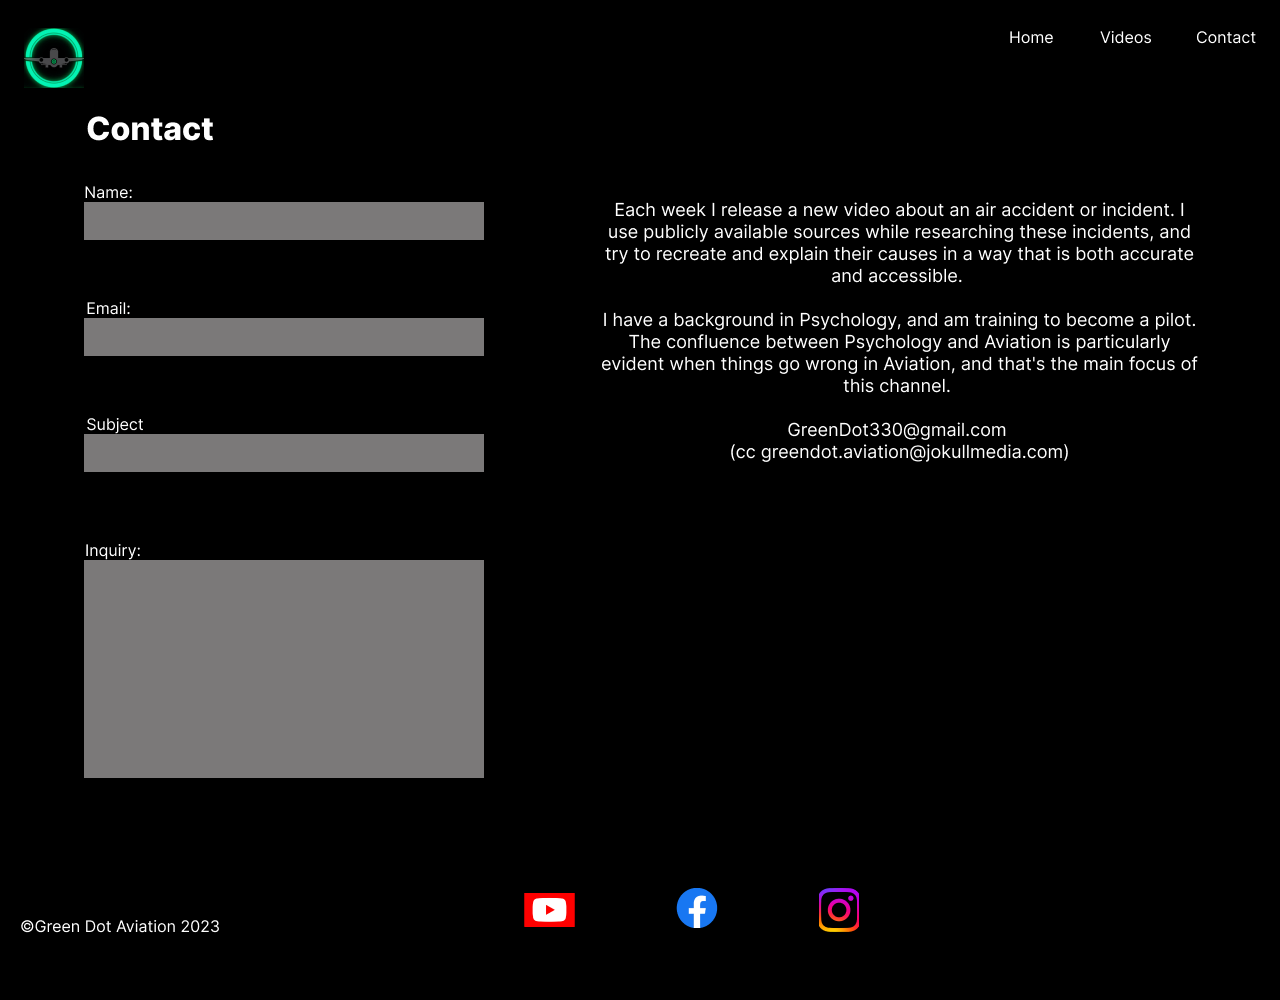 Home
Videos
Contact
Contact
Name:
Email:
Subject
Inquiry:
Each week I release a new video about an air accident or incident. I
use publicly available sources while researching these incidents, and
try to recreate and explain their causes in a way that is both accurate
and accessible.
I have a background in Psychology, and am training to become a pilot.
The confluence between Psychology and Aviation is particularly
evident when things go wrong in Aviation, and that's the main focus of
this channel.
GreenDot330@gmail.com
(cc greendot.aviation@jokullmedia.com)
©Green Dot Aviation 2023